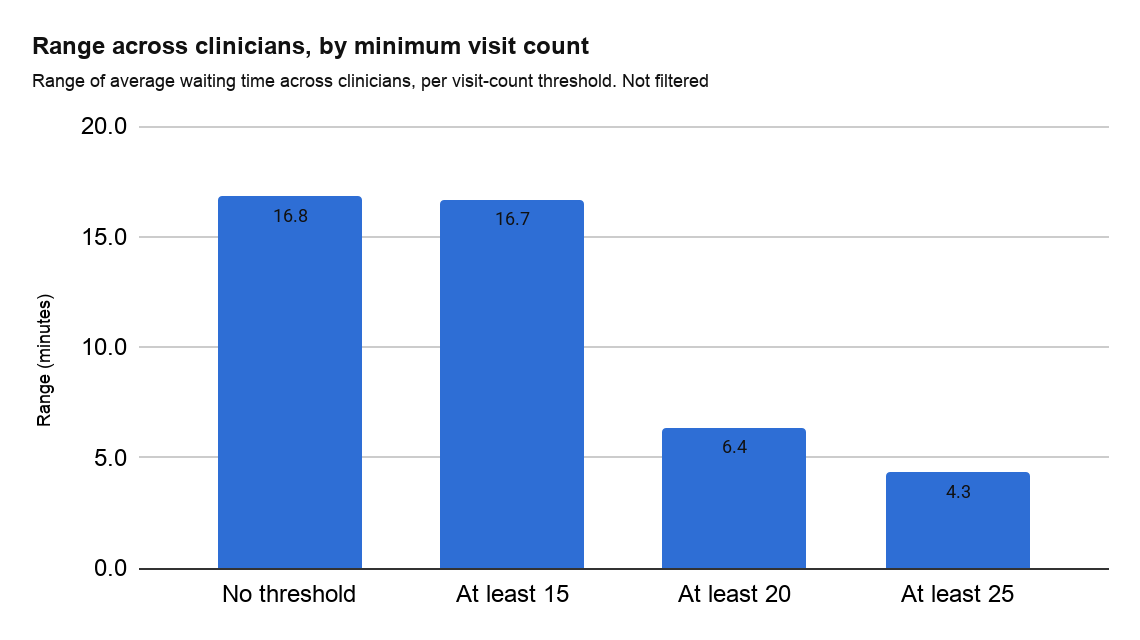 Range across clinicians, by minimum visit count
Range of average waiting time across clinicians, per visit-count threshold. Not filtered
Range (minutes)
20.0
15.0
10.0
5.0
0.0
16.8
16.7
6.4
4.3
No threshold
At least 15
At least 20
At least 25